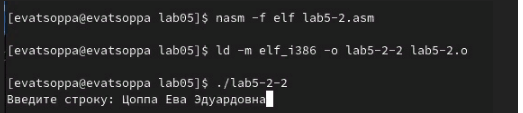 [evatsoppa@evatsoppa lab05]$ nasm -f elf lab5-2.asm
[evatsoppa@evatsoppa lab05]$ ld -m elf_i386 -o lab5-2-2 lab5-2.o
[evatsoppa@evatsoppa lab05]$ ./lab5-2-2
Введите строку: Цоппа Ева Эдуардовна